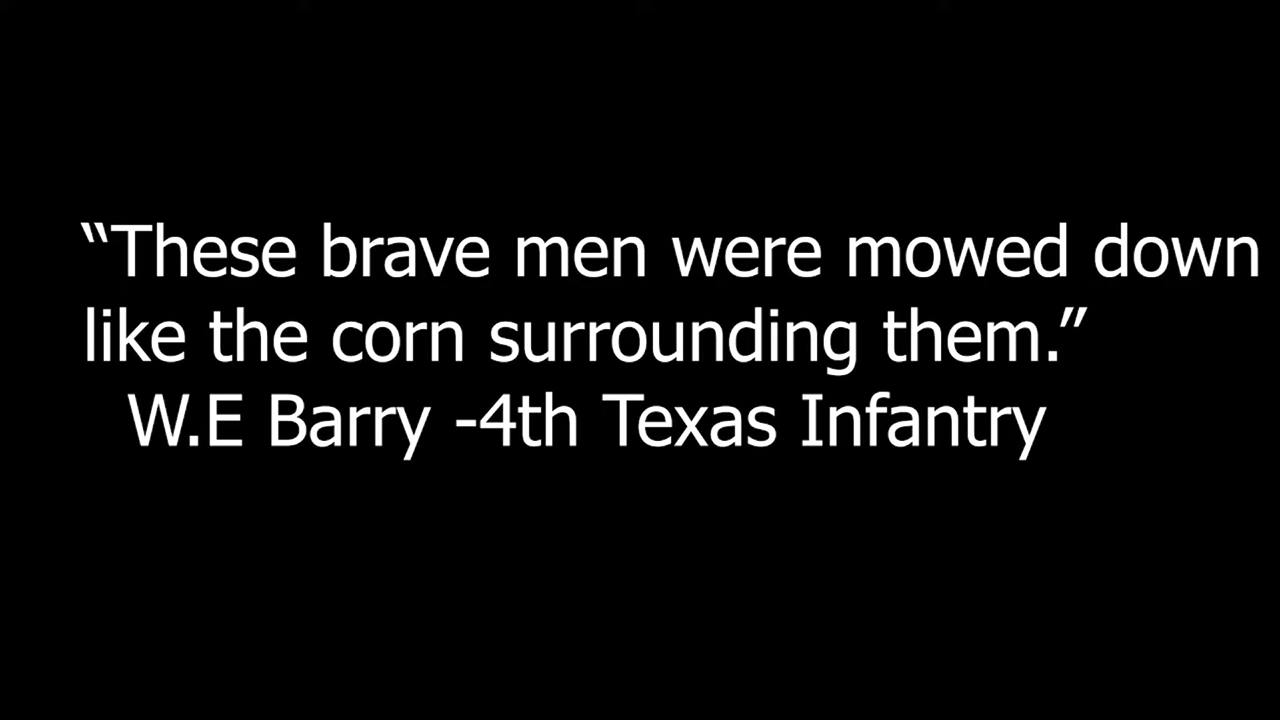 “These brave men were mowed down
like the corn surrounding them.”
W.E Barry -4th Texas Infantry